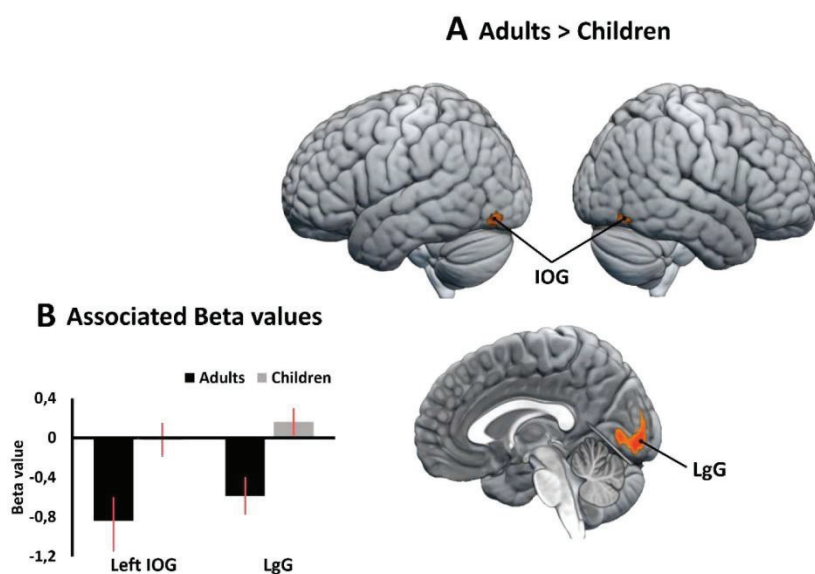 A Adults > Children
IOG
B Associated Beta values
Adults Children
0,4
0
-0,4
-0,8
-1,2
Beta value
Left IOG LgG
LgG